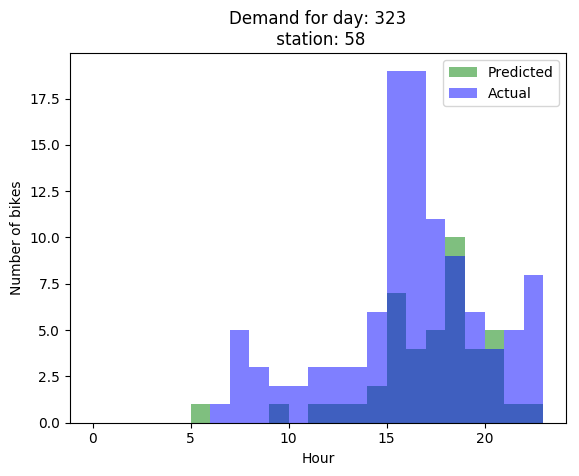 Demand for day: 323
station: 58
Predicted
Actual
17.5
15.0
12.5
10.0
7.5
5.0
2.5
0.0
Number of bikes
0 5 10 15 20
Hour